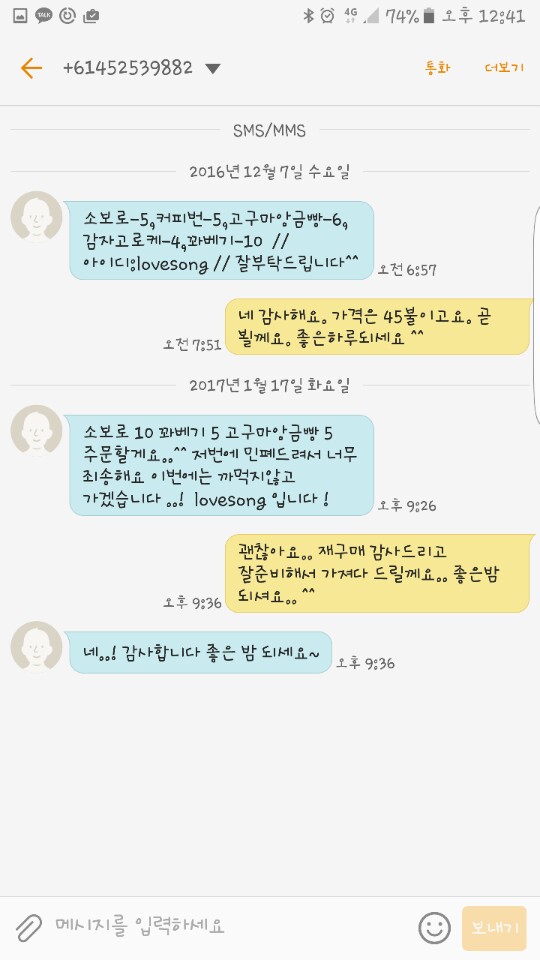 4G 74% 오후 12:41
+61452539882 통화 더보기
SMS/MMS
2016년 12월 7일 수요일
소보로-5,커피번-5,고구마앙금빵-6,
감자고로케-4,꽈베기-10 //
아이디:lovesong // 잘부탁드립니다^^
오전 6:57
네 감사해요. 가격은 45불이고요. 곧
뵐께요. 좋은하루되세요 ^^
오전 7:51
2017년 1월 17일 화요일
소보로 10 꽈베기 5 고구마앙금빵 5
주문할게요..^^ 저번에 민폐드려서 너무
죄송해요 이번에는 까먹지않고
가겠습니다 ..! lovesong 입니다 !
오후 9:26
괜찮아요.. 재구매 감사드리고
잘준비해서 가져다 드릴께요.. 좋은밤
되셔요.. ^^
오후 9:36
네..! 감사합니다 좋은 밤 되세요~
오후 9:36
메시지를 입력하세요
보내기